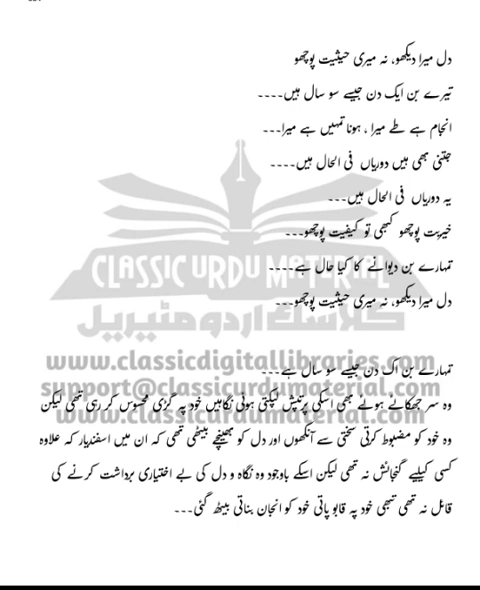 دل میرا دیکھو، نہ میری حیثیت پوچھو
تیرے بن ایک دن جیسے سو سال ہیں----
انجام ہے طے میرا ، ہونا تمہیں ہے میرا---
جتنی بھی ہیں دوریاں فی الحال ہیں----
یہ دوریاں فی الحال ہیں---
خیریت پوچھو کبھی تو کیفیت پوچھو---
CLASSIC URDU MATERIAL
تمہارے بن دیوانے کا کیا حال ہے----
دل میرا دیکھو، نہ میری حیثیت پوچھو---
کلاسک اردو مٹیریل
www.classicdigitallibraries.com
تمہارے بن اک دن جیسے سو سال ہے---
support@classicurdumaterial.com
وہ سر جھکائے ہوئے بھی اسکی پرتپش لپکتی ہوئی نگاہیں خود پہ گڑی محسوس کر رہی تھی لیکن
www.classicurdumaterial.com
وہ خود کو مضبوط کرتی سختی سے آنکھوں اور دل کو بھینچے بیٹھی تھی کہ ان میں اسفندیار کہ علاوہ
کسی کیلیے گنجائش نہ تھی لیکن اسکے باوجود وہ نگاہ و دل کی بے اختیاری برداشت کرنے کی
قابل نہ تھی تبھی خود پہ قابو پاتی خود کو انجان بناتی بیٹھ گئی---